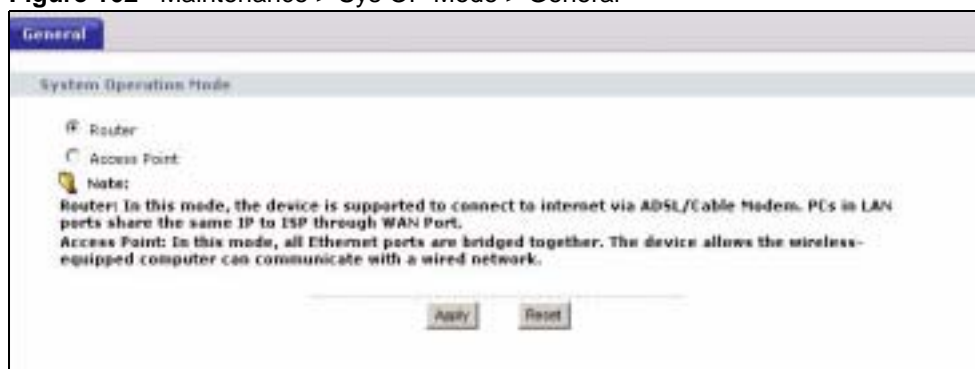 Figure 162 Maintenance > Sys OP Mode > General
General
System Operation Mode
Router
Access Point
Note:
Router: In this mode, the device is supported to connect to internet via ADSL/Cable Modem. PCs in LAN
ports share the same IP to ISP through WAN Port.
Access Point: In this mode, all Ethernet ports are bridged together. The device allows the wireless-
equipped computer can communicate with a wired network.
Apply Reset